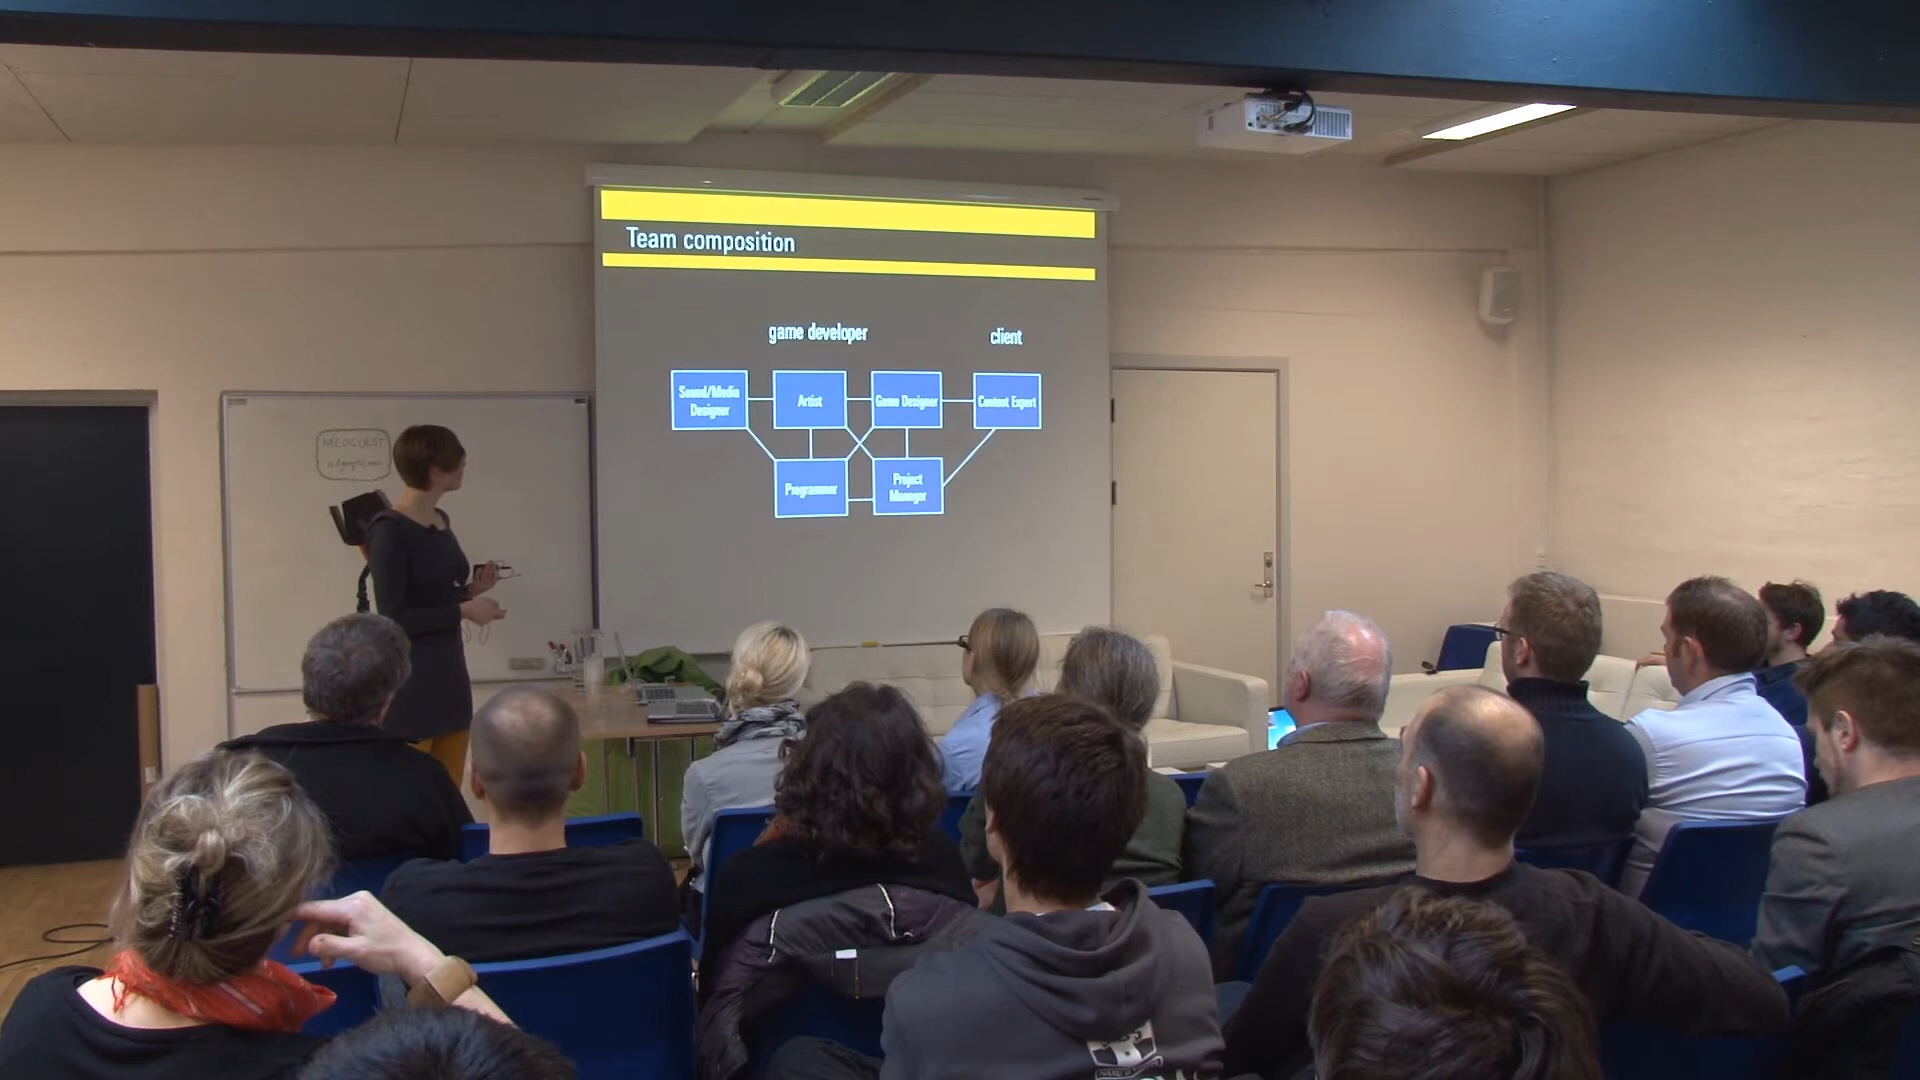 Team composition
game developer
client
Sound/Media
Designer
Artist
Game Designer
Content Expert
Programmer
Project
Manager